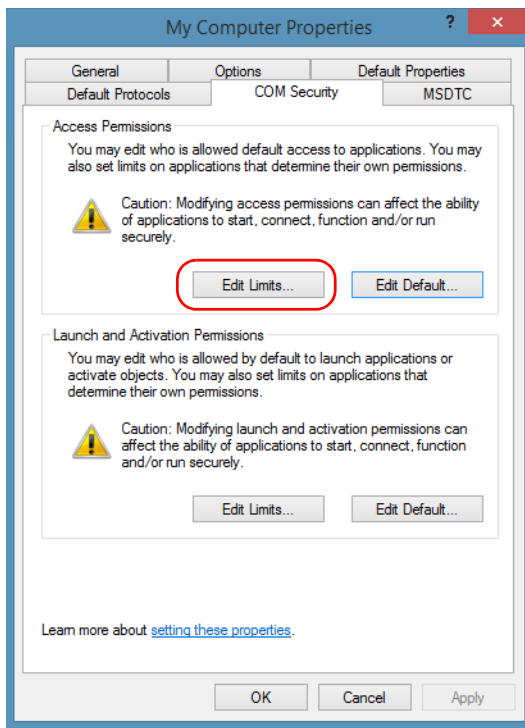 My Computer Properties
?
General Options Default Properties
Default Protocols COM Security MSDTC
Access Permissions
You may edit who is allowed default access to applications. You may
also set limits on applications that determine their own permissions.
Caution: Modifying access permissions can affect the ability
of applications to start, connect, function and/or run
securely.
Edit Limits... Edit Default...
Launch and Activation Permissions
You may edit who is allowed by default to launch applications or
activate objects. You may also set limits on applications that
determine their own permissions.
Caution: Modifying launch and activation permissions can
affect the ability of applications to start, connect, function
and/or run securely.
Edit Limits... Edit Default...
Learn more about setting these properties.
OK Cancel Apply